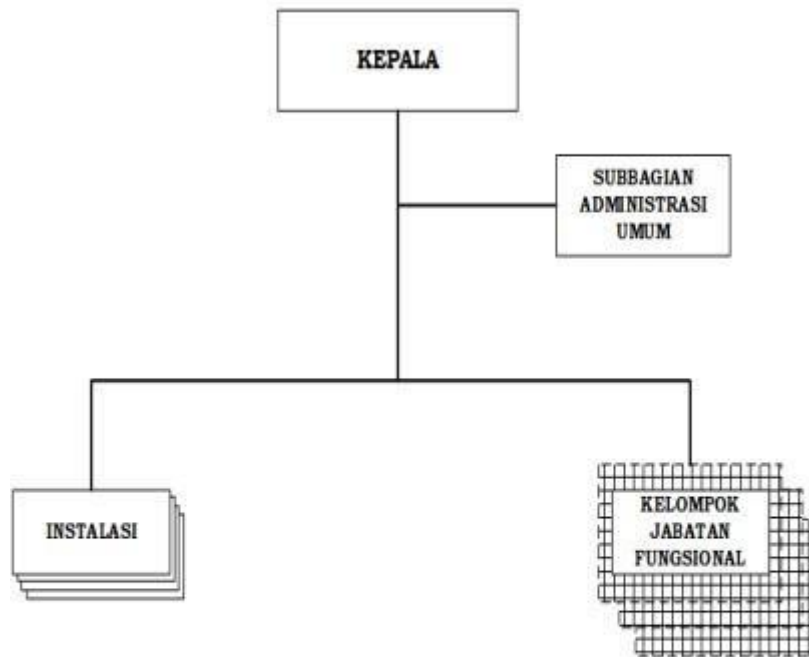 KEPALA
SUBBAGIAN
ADMINISTRASI
UMUM
INSTALASI
KELOMPOK
JABATAN
FUNGSIONAL